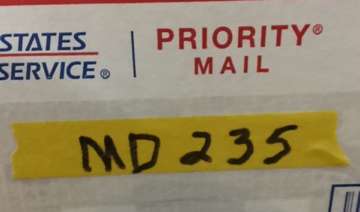 STATES
SERVICE®
PRIORITY®
MAIL
MD 235